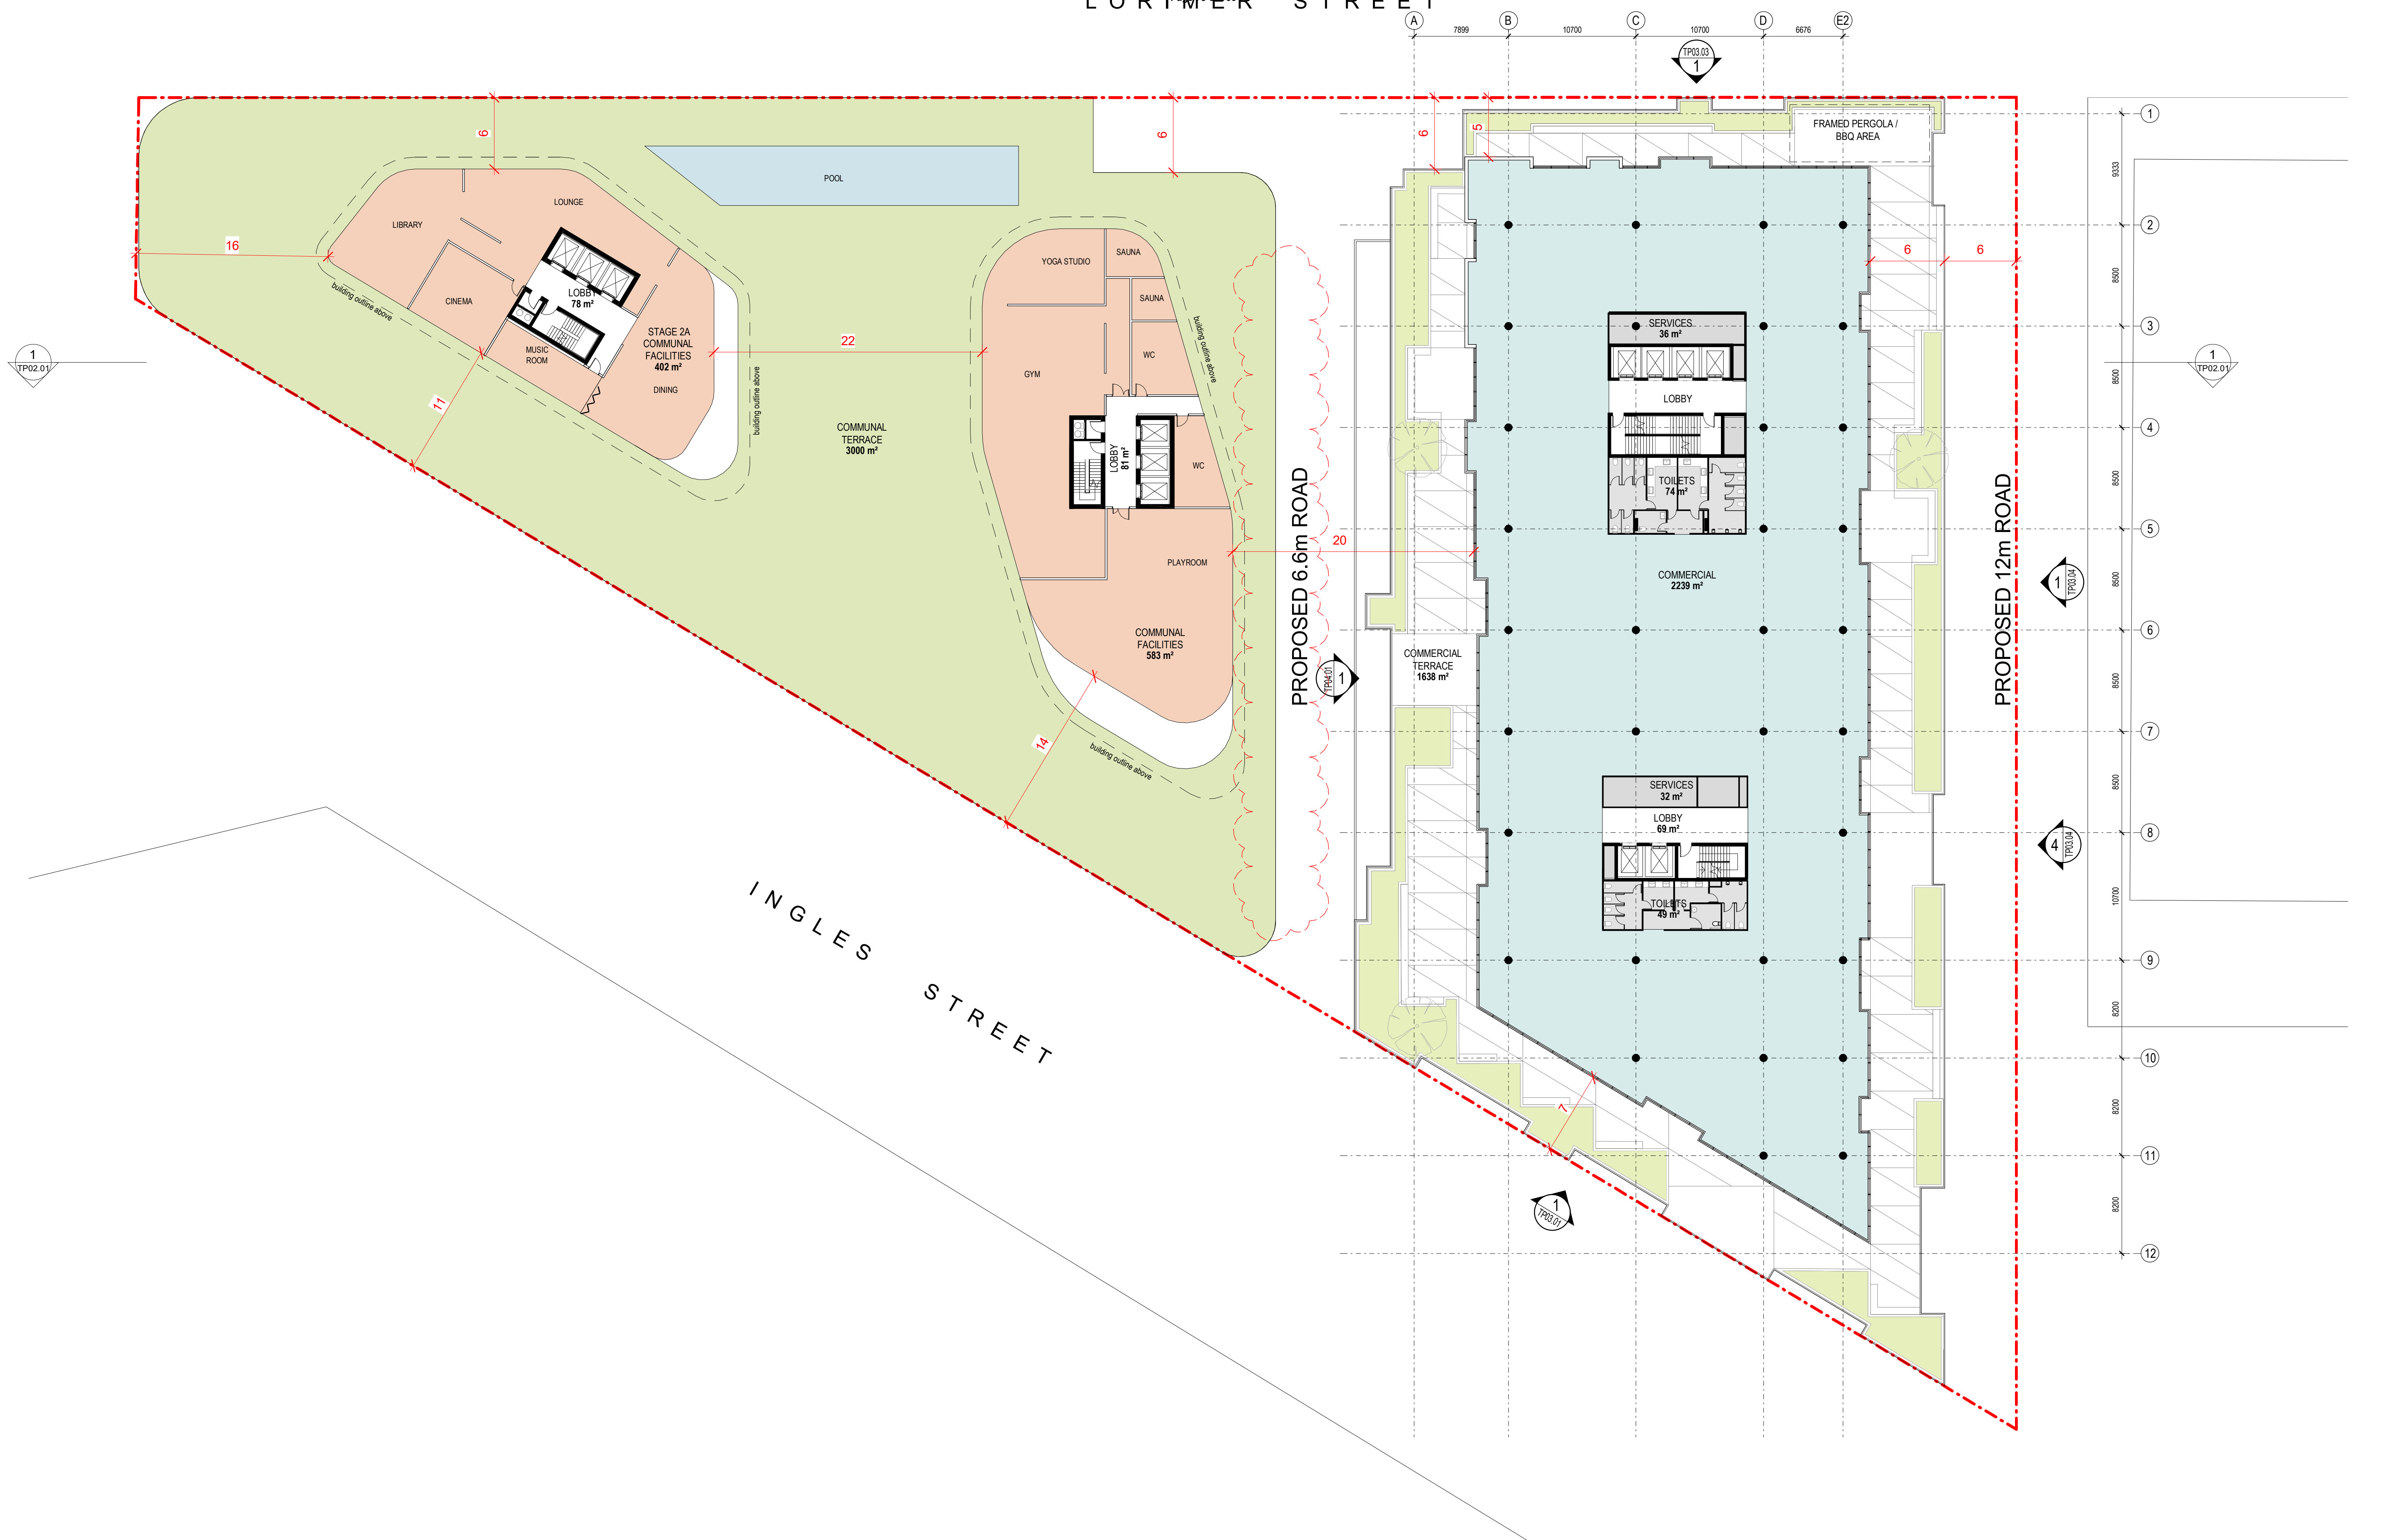 LORIMER STREET
A
B
C
D
E2
7899
10700
10700
6676
TP03.03
1
6
6
6
5
FRAMED PERGOLA /
BBQ AREA
1
9333
POOL
LOUNGE
LIBRARY
16
YOGA STUDIO
SAUNA
6
6
2
8500
CINEMA
LOBBY
78 m²
SAUNA
building outline above
building outline above
STAGE 2A
COMMUNAL
FACILITIES
402 m²
SERVICES
36 m²
3
MUSIC
ROOM
22
WC
1
TP02.01
1
TP02.01
8500
GYM
DINING
11
building outline above
LOBBY
COMMUNAL
TERRACE
3000 m²
4
LOBBY
81 m²
WC
8500
TOILETS
74 m²
5
20
PLAYROOM
PROPOSED 6.6m ROAD
PROPOSED 12m ROAD
COMMERCIAL
2239 m²
1
TP03.04
8500
6
COMMUNAL
FACILITIES
583 m²
COMMERCIAL
TERRACE
1638 m²
TP04.01
1
8500
7
14
building outline above
8500
SERVICES
32 m²
LOBBY
69 m²
8
4
TP03.04
10700
TOILETS
49 m²
INGLES STREET
9
8200
10
7
8200
11
1
TP03.01
8200
12